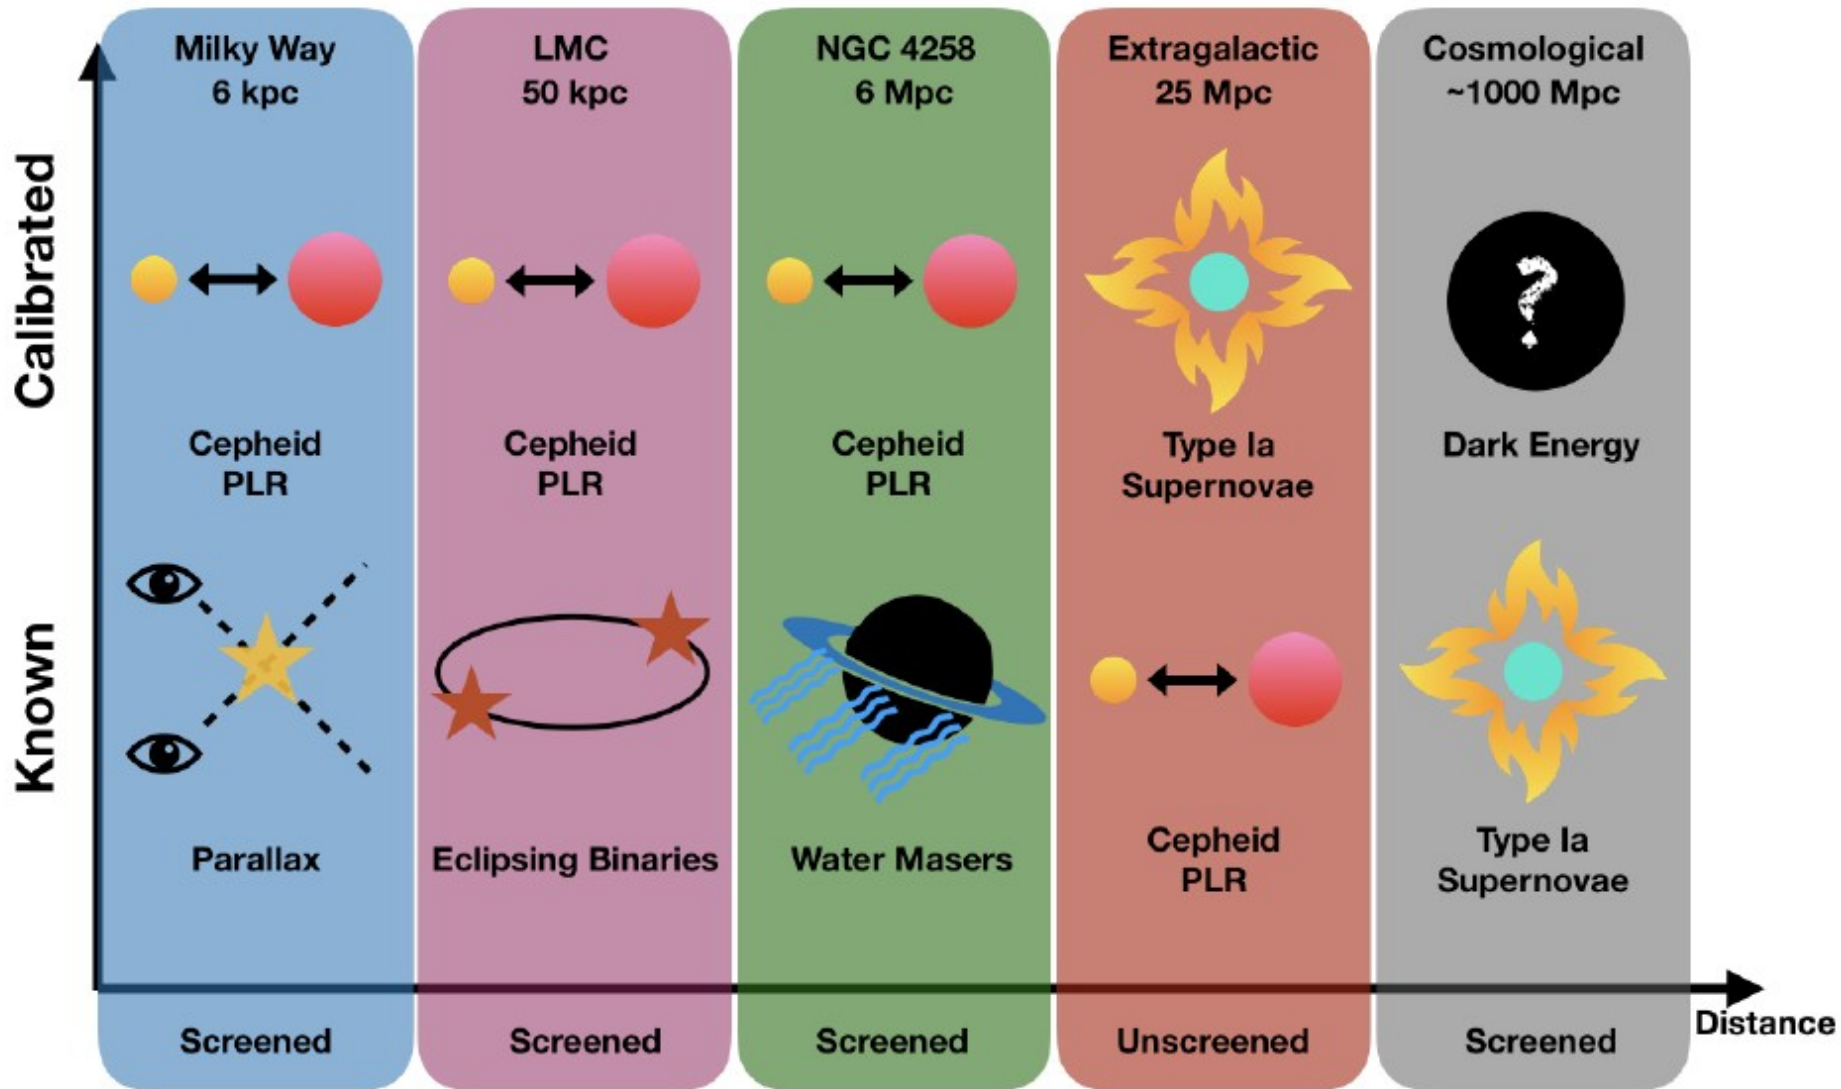 Calibrated
Known
Milky Way
6 kpc
Cepheid
PLR
Parallax
Screened
LMC
50 kpc
Cepheid
PLR
Eclipsing Binaries
Screened
NGC 4258
6 Mpc
Cepheid
PLR
Water Masers
Screened
Extragalactic
25 Mpc
Type Ia
Supernovae
Cepheid
PLR
Unscreened
Cosmological
~1000 Mpc
?
Dark Energy
Type Ia
Supernovae
Screened
Distance